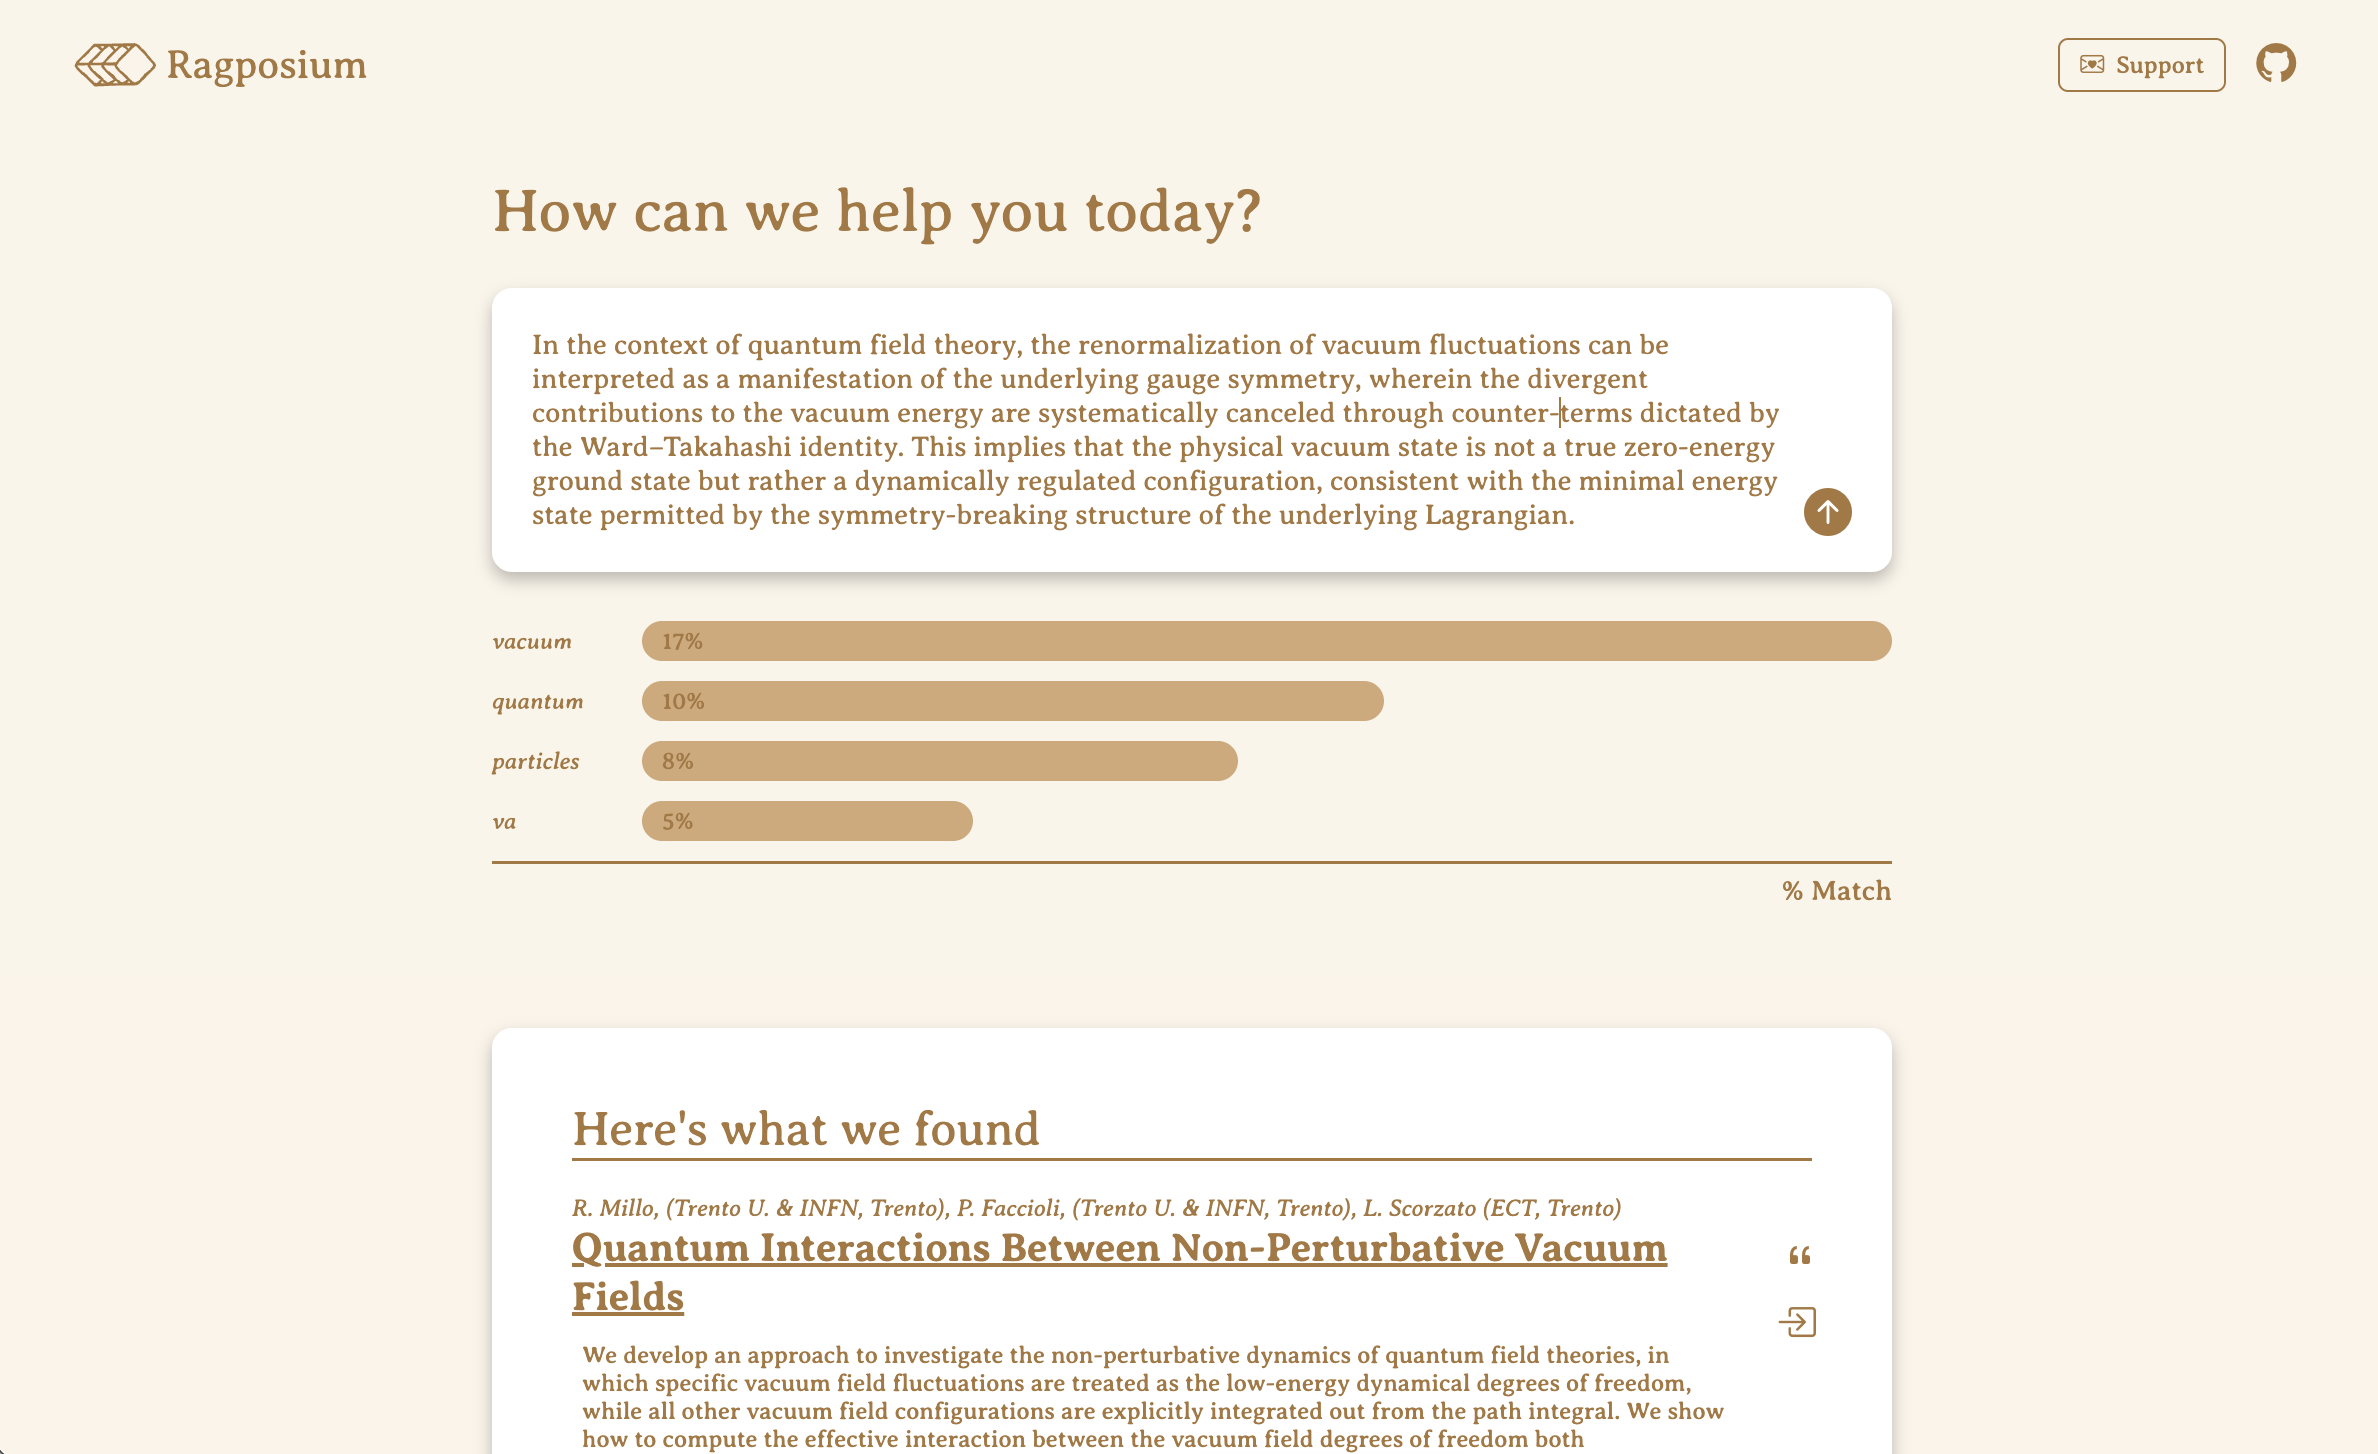 Ragposium
Support
How can we help you today?
In the context of quantum field theory, the renormalization of vacuum fluctuations can be
interpreted as a manifestation of the underlying gauge symmetry, wherein the divergent
contributions to the vacuum energy are systematically canceled through counter-terms dictated by
the Ward–Takahashi identity. This implies that the physical vacuum state is not a true zero-energy
ground state but rather a dynamically regulated configuration, consistent with the minimal energy
state permitted by the symmetry-breaking structure of the underlying Lagrangian.
vacuum 17%
quantum 10%
particles 8%
va 5%
% Match
Here's what we found
R. Millo, (Trento U. & INFN, Trento), P. Faccioli, (Trento U. & INFN, Trento), L. Scorzato (ECT, Trento)
Quantum Interactions Between Non-Perturbative Vacuum
Fields
We develop an approach to investigate the non-perturbative dynamics of quantum field theories, in
which specific vacuum field fluctuations are treated as the low-energy dynamical degrees of freedom,
while all other vacuum field configurations are explicitly integrated out from the path integral. We show
how to compute the effective interaction between the vacuum field degrees of freedom both